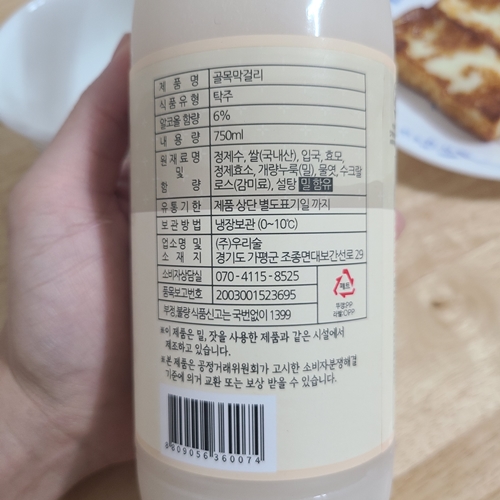 제 품 명 골목막걸리
식품유형 탁주
알코올 함량 6%
내 용 량 750ml
원 재 료 명 및 함 량 정제수, 쌀(국내산), 입국, 효모,
정제효소, 개량누룩(밀), 물엿, 수크랄
로스(감미료), 설탕 밀 함유
유 통 기 한 제품 상단 별도표기일 까지
보 관 방 법 냉장보관 (0~10℃)
업소명 및 소 재 지 (주)우리술
경기도 가평군 조종면대보간선로 29
소비자상담실 070 - 4115 - 8525
품목보고번호 2003001523695
부정,불량 식품신고는 국번없이 1399
페트
뚜껑:PP
라벨:OPP
※이 제품은 밀, 잣을 사용한 제품과 같은 시설에서
제조하고 있습니다.
※본 제품은 공정거래위원회가 고시한 소비자분쟁해결
기준에 의거 교환 또는 보상 받을 수 있습니다.
8 809056 360074